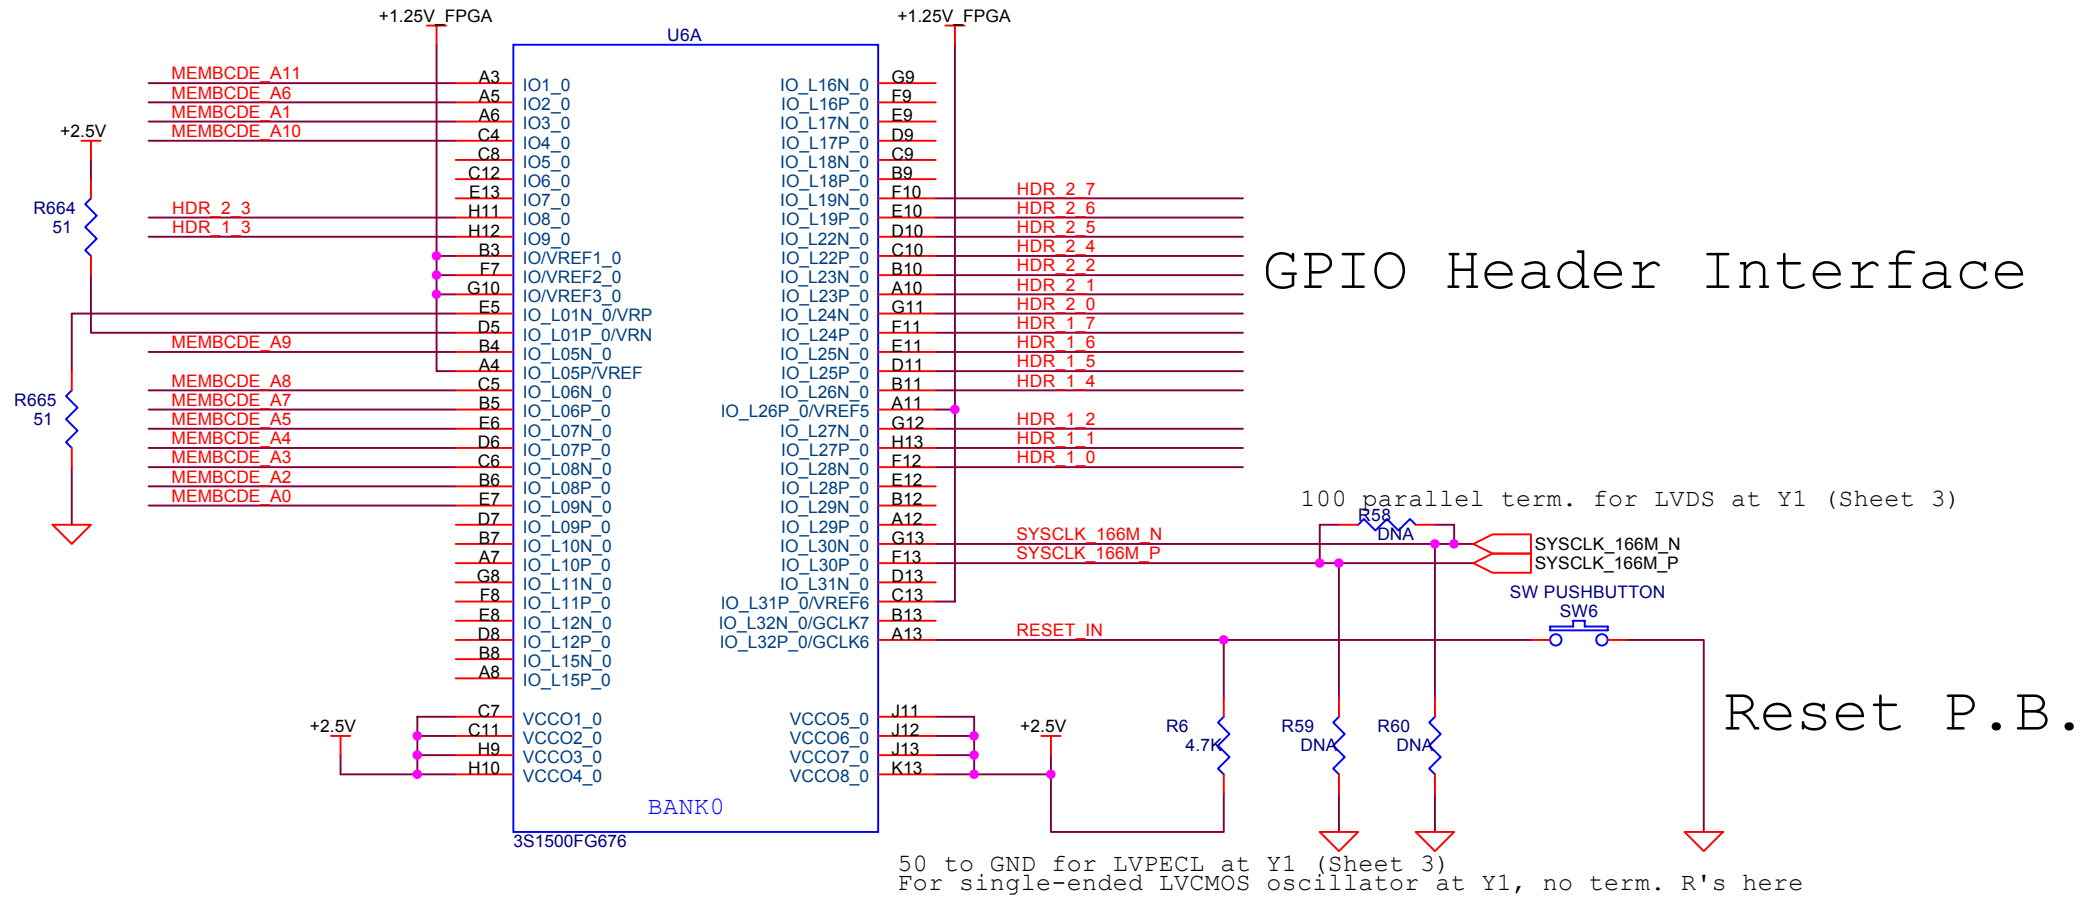 +1.25V_FPGA
+1.25V_FPGA
U6A
MEMBCDE_A11 A3 IO1_0 IO_L16N_0 G9
MEMBCDE_A6 A5 IO2_0 IO_L16P_0 F9
MEMBCDE_A1 A6 IO3_0 IO_L17N_0 E9
+2.5V MEMBCDE_A10 C4 IO4_0 IO_L17P_0 D9
C8 IO5_0 IO_L18N_0 C9
C12 IO6_0 IO_L18P_0 B9
E13 IO7_0 IO_L19N_0 F10 HDR_2_7
R664 HDR_2_3 H11 IO8_0 IO_L19P_0 E10 HDR_2_6
51 HDR_1_3 H12 IO9_0 IO_L22N_0 D10 HDR_2_5
B3 IO/VREF1_0 IO_L22P_0 C10 HDR_2_4
F7 IO/VREF2_0 IO_L23N_0 B10 HDR_2_2
GPIO Header Interface
G10 IO/VREF3_0 IO_L23P_0 A10 HDR_2_1
E5 IO_L01N_0/VRP IO_L24N_0 G11 HDR_2_0
D5 IO_L01P_0/VRN IO_L24P_0 F11 HDR_1_7
MEMBCDE_A9 B4 IO_L05N_0 IO_L25N_0 E11 HDR_1_6
A4 IO_L05P/VREF IO_L25P_0 D11 HDR_1_5
MEMBCDE_A8 C5 IO_L06N_0 IO_L26N_0 B11 HDR_1_4
R665 MEMBCDE_A7 B5 IO_L06P_0 IO_L26P_0/VREF5 A11
51 MEMBCDE_A5 E6 IO_L07N_0 IO_L27N_0 G12 HDR_1_2
MEMBCDE_A4 D6 IO_L07P_0 IO_L27P_0 H13 HDR_1_1
MEMBCDE_A3 C6 IO_L08N_0 IO_L28N_0 F12 HDR_1_0
MEMBCDE_A2 B6 IO_L08P_0 IO_L28P_0 E12
MEMBCDE_A0 E7 IO_L09N_0 IO_L29N_0 B12
100 parallel term. for LVDS at Y1 (Sheet 3)
D7 IO_L09P_0 IO_L29P_0 A12 R58
DNA
B7 IO_L10N_0 IO_L30N_0 G13 SYSCLK_166M_N SYSCLK_166M_N
A7 IO_L10P_0 IO_L30P_0 F13 SYSCLK_166M_P SYSCLK_166M_P
G8 IO_L11N_0 IO_L31N_0 D13
F8 IO_L11P_0 IO_L31P_0/VREF6 C13 SW PUSHBUTTON
E8 IO_L12N_0 IO_L32N_0/GCLK7 B13 SW6
D8 IO_L12P_0 IO_L32P_0/GCLK6 A13 RESET_IN
B8 IO_L15N_0
A8 IO_L15P_0
Reset P.B.
C7 VCCO1_0 VCCO5_0 J11
+2.5V C11 VCCO2_0 VCCO6_0 J12 +2.5V R6 R59 R60
H9 VCCO3_0 VCCO7_0 J13 4.7K DNA DNA
H10 VCCO4_0 VCCO8_0 K13
BANK0
3S1500FG676
50 to GND for LVPECL at Y1 (Sheet 3)
For single-ended LVCMOS oscillator at Y1, no term. R's here